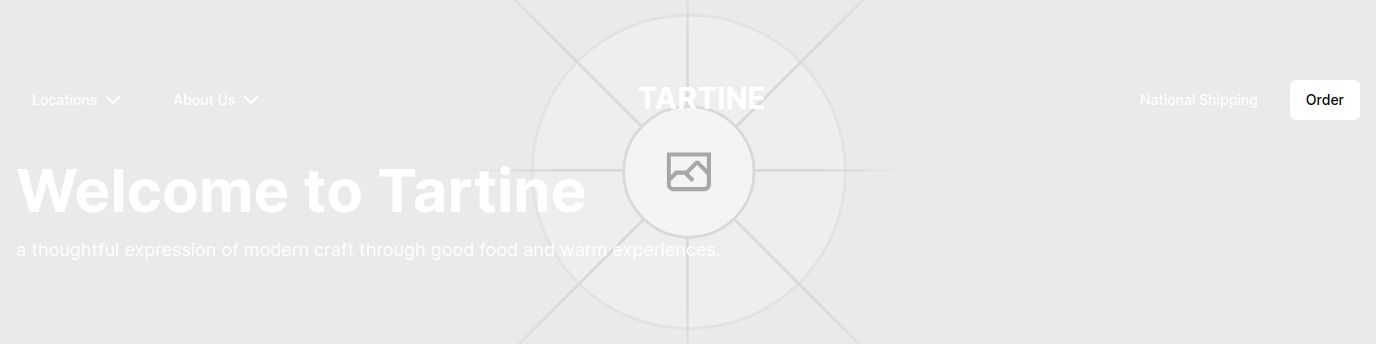 Locations
About Us
TARTINE
National Shipping
Order
Welcome to Tartine
a thoughtful expression of modern craft through good food and warm experiences.